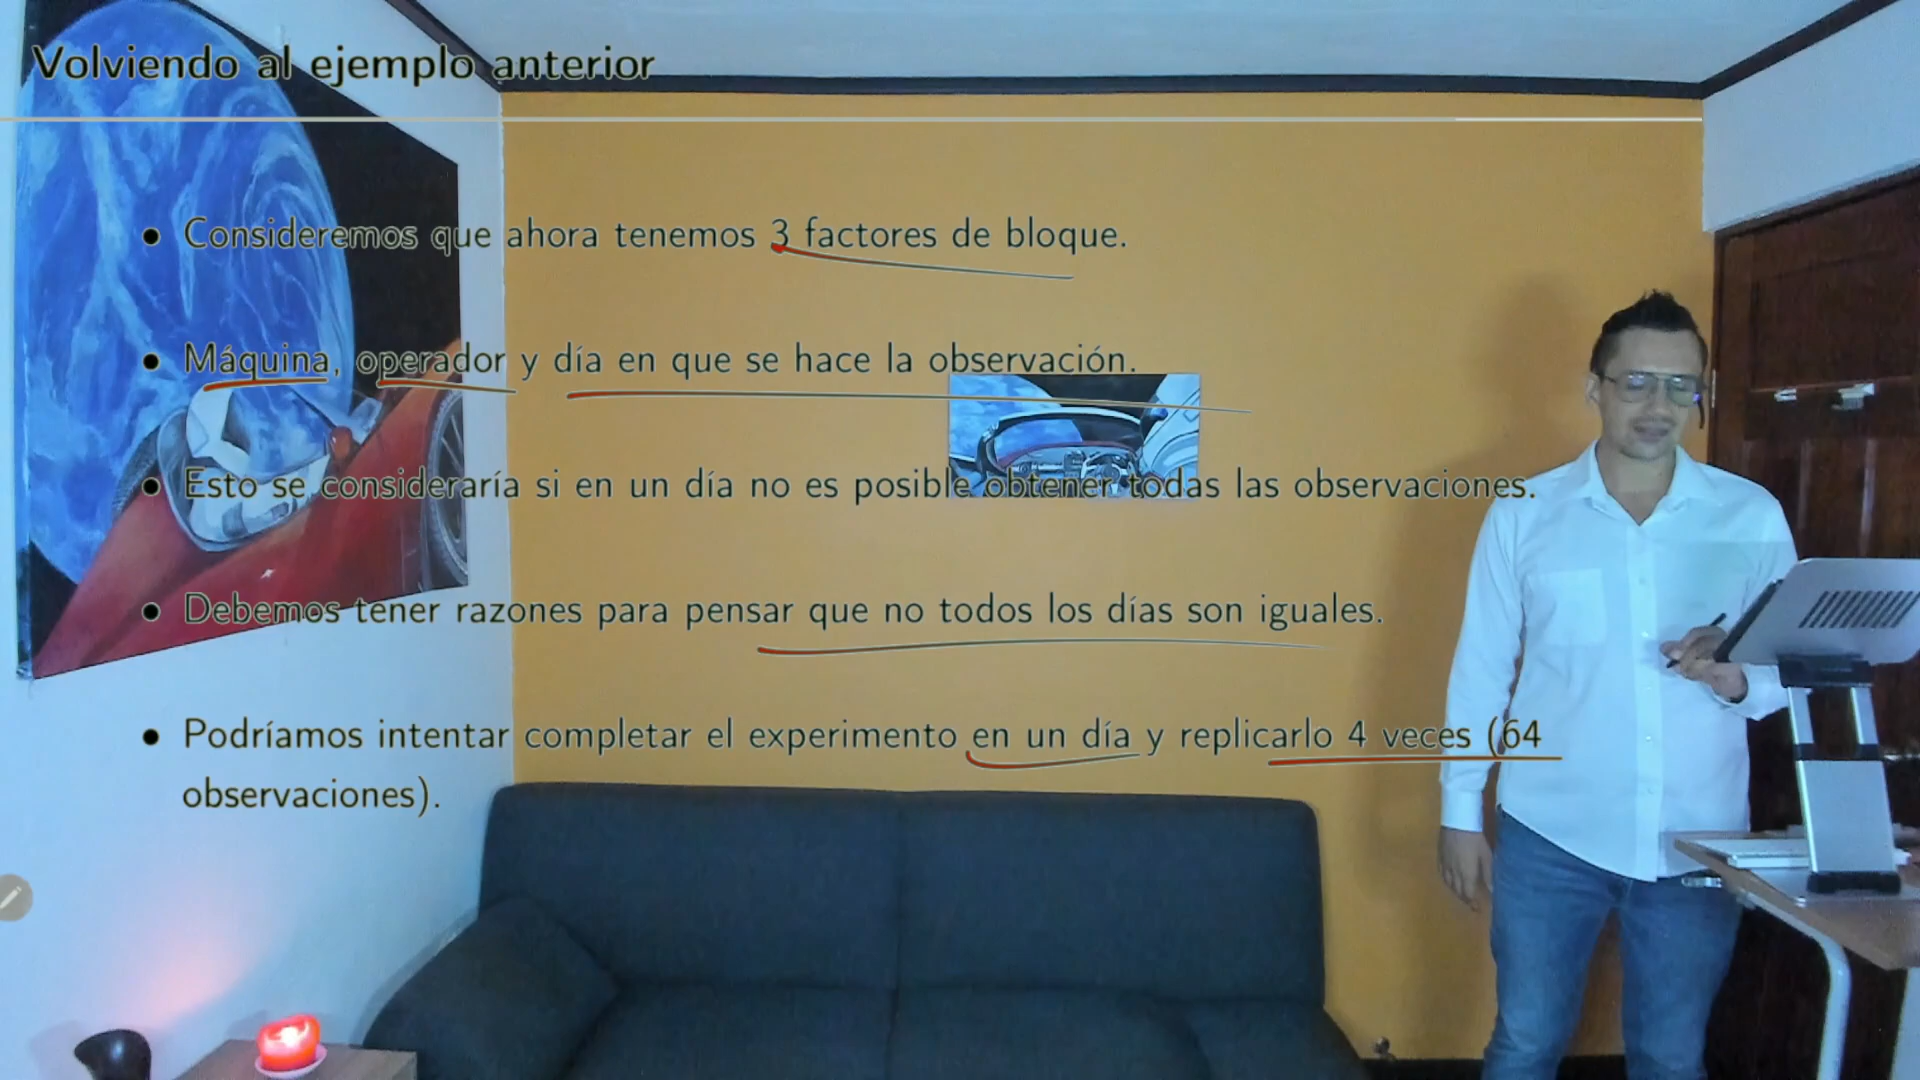 Volviendo al ejemplo anterior
• Consideremos que ahora tenemos 3 factores de bloque.
• Máquina, operador y día en que se hace la observación.
• Esto se consideraría si en un día no es posible obtener todas las observaciones.
• Debemos tener razones para pensar que no todos los días son iguales.
• Podríamos intentar completar el experimento en un día y replicarlo 4 veces (64
observaciones).